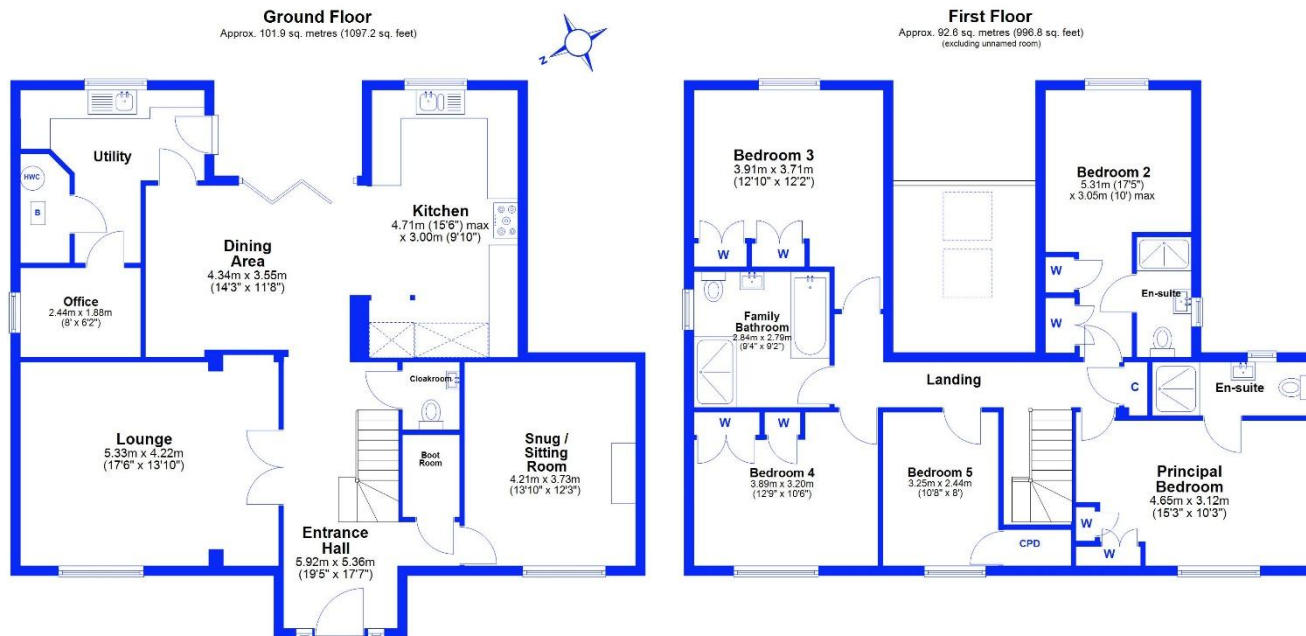 Ground Floor
Approx. 101.9 sq. metres (1097.2 sq. feet)
N
Utility
HWC
B
Kitchen
4.71m (15'6") max
x 3.00m (9'10")
Dining
Area
4.34m x 3.55m
(14'3" x 11'8")
Office
2.44m x 1.88m
(8' x 6'2")
Lounge
5.33m x 4.22m
(17'6" x 13'10")
Cloakroom
Boot
Room
Snug /
Sitting
Room
4.21m x 3.73m
(13'10" x 12'3")
Entrance
Hall
5.92m x 5.36m
(19'5" x 17'7")
First Floor
Approx. 92.6 sq. metres (996.8 sq. feet)
(excluding unnamed room)
Bedroom 3
3.91m x 3.71m
(12'10" x 12'2")
W
W
Bedroom 2
5.31m (17'5")
x 3.05m (10') max
W
W
En-suite
Family
Bathroom
2.84m x 2.79m
(9'4" x 9'2")
Landing
C
En-suite
W
W
Bedroom 4
3.89m x 3.20m
(12'9" x 10'6")
Bedroom 5
3.25m x 2.44m
(10'8" x 8')
CPD
Principal
Bedroom
4.65m x 3.12m
(15'3" x 10'3")
W
W